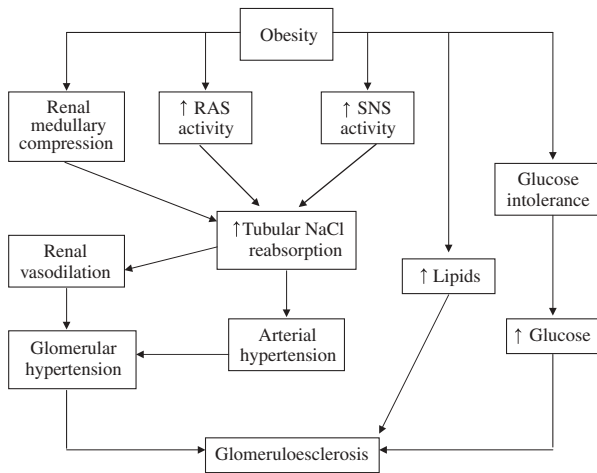 Obesity
Renal
medullary
compression
↑ RAS
activity
↑ SNS
activity
Glucose
intolerance
↑Tubular NaCl
reabsorption
Renal
vasodilation
↑ Lipids
Glomerular
hypertension
Arterial
hypertension
↑ Glucose
Glomeruloesclerosis